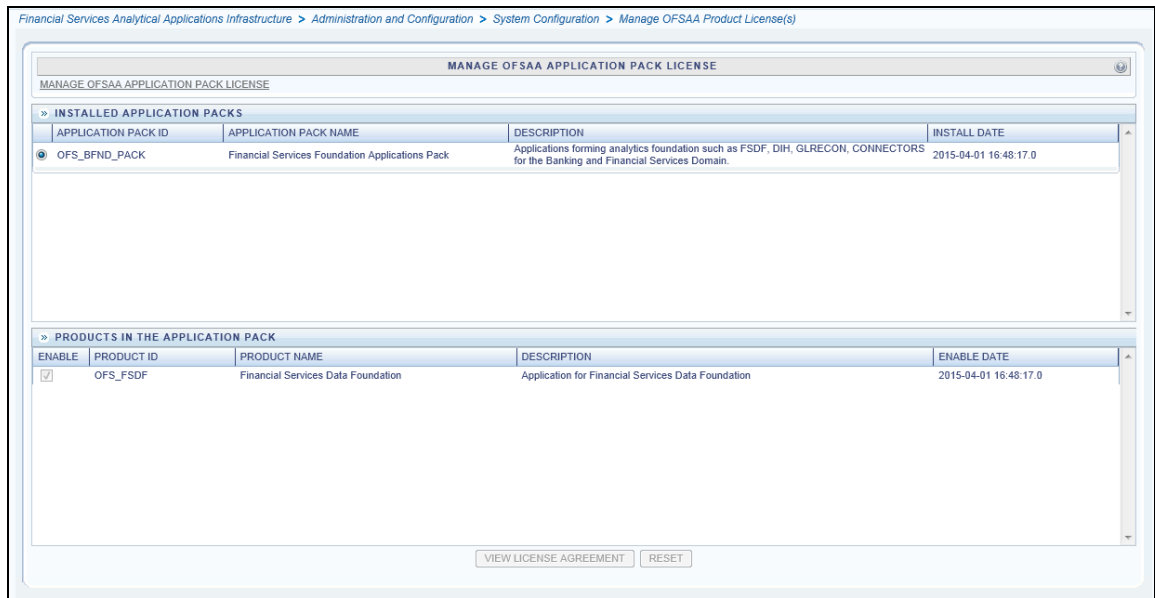 Financial Services Analytical Applications Infrastructure > Administration and Configuration > System Configuration > Manage OFSAA Product License(s)
MANAGE OFSAA APPLICATION PACK LICENSE
MANAGE OFSAA APPLICATION PACK LICENSE
» INSTALLED APPLICATION PACKS
APPLICATION PACK ID APPLICATION PACK NAME DESCRIPTION INSTALL DATE
OFS_BFND_PACK Financial Services Foundation Applications Pack Applications forming analytics foundation such as FSDF, DIH, GLRECON, CONNECTORS 2015-04-01 16:48:17.0
for the Banking and Financial Services Domain.
» PRODUCTS IN THE APPLICATION PACK
ENABLE PRODUCT ID PRODUCT NAME DESCRIPTION ENABLE DATE
OFS_FSDF Financial Services Data Foundation Application for Financial Services Data Foundation 2015-04-01 16:48:17.0
VIEW LICENSE AGREEMENT RESET